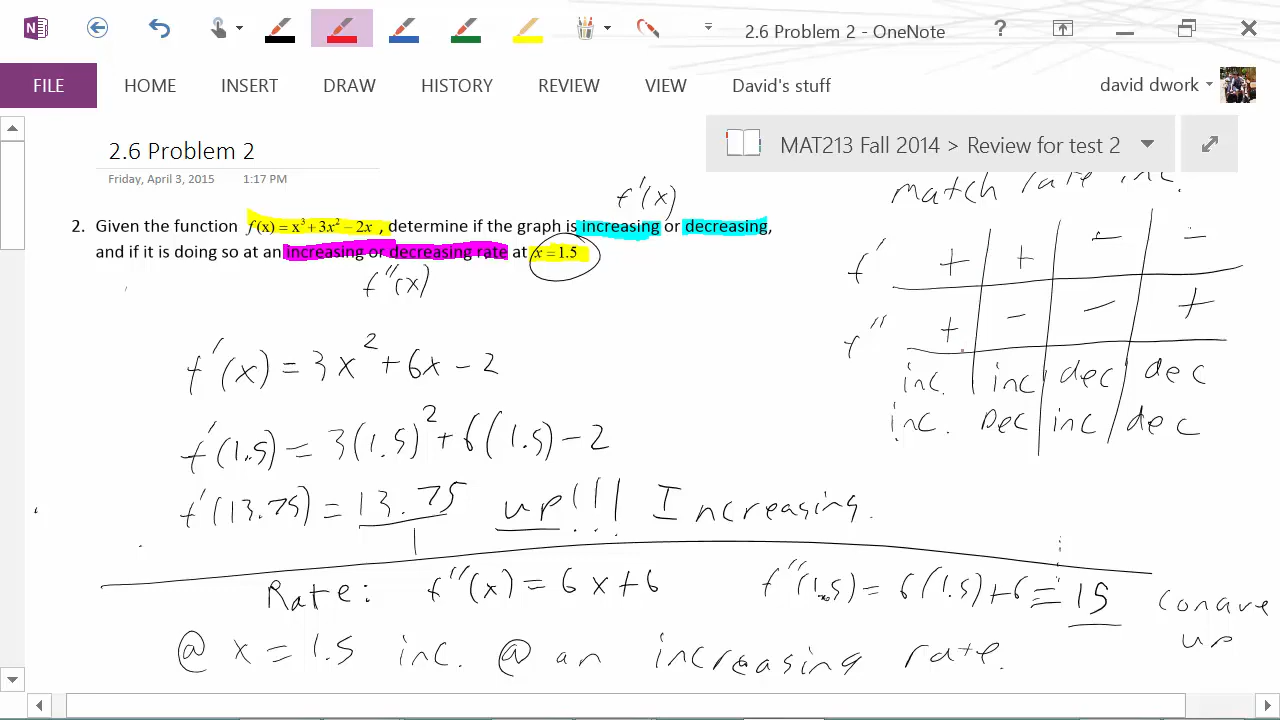 2.6 Problem 2 - OneNote
?
FILE HOME INSERT DRAW HISTORY REVIEW VIEW David's stuff david dwork
2.6 Problem 2
MAT213 Fall 2014 > Review for test 2
Friday, April 3, 2015 1:17 PM
match rate inc.
f'(x)
2. Given the function f(x) = x³ + 3x² − 2x , determine if the graph is increasing or decreasing,
and if it is doing so at an increasing or decreasing rate at x = 1.5
f''(x)
f' + + − −
f'' + − − +
inc. inc dec dec
inc. Dec inc dec
f'(x) = 3x² + 6x − 2
f'(1.5) = 3(1.5)² + 6(1.5) − 2
f'(13.75) = 13.75 up!!! Increasing.
1
Rate: f''(x) = 6x + 6 f''(1.5) = 6(1.5)+6 = 15 conave up
@ x = 1.5 inc. @ an increasing rate.